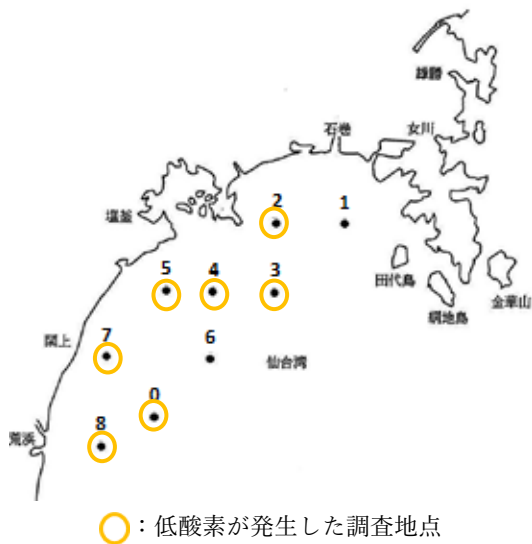 雄勝
石巻
女川
2
1
塩釜
田代島
金華山
網地島
5
4
3
閖上
7
6
仙台湾
0
荒浜
8
：低酸素が発生した調査地点